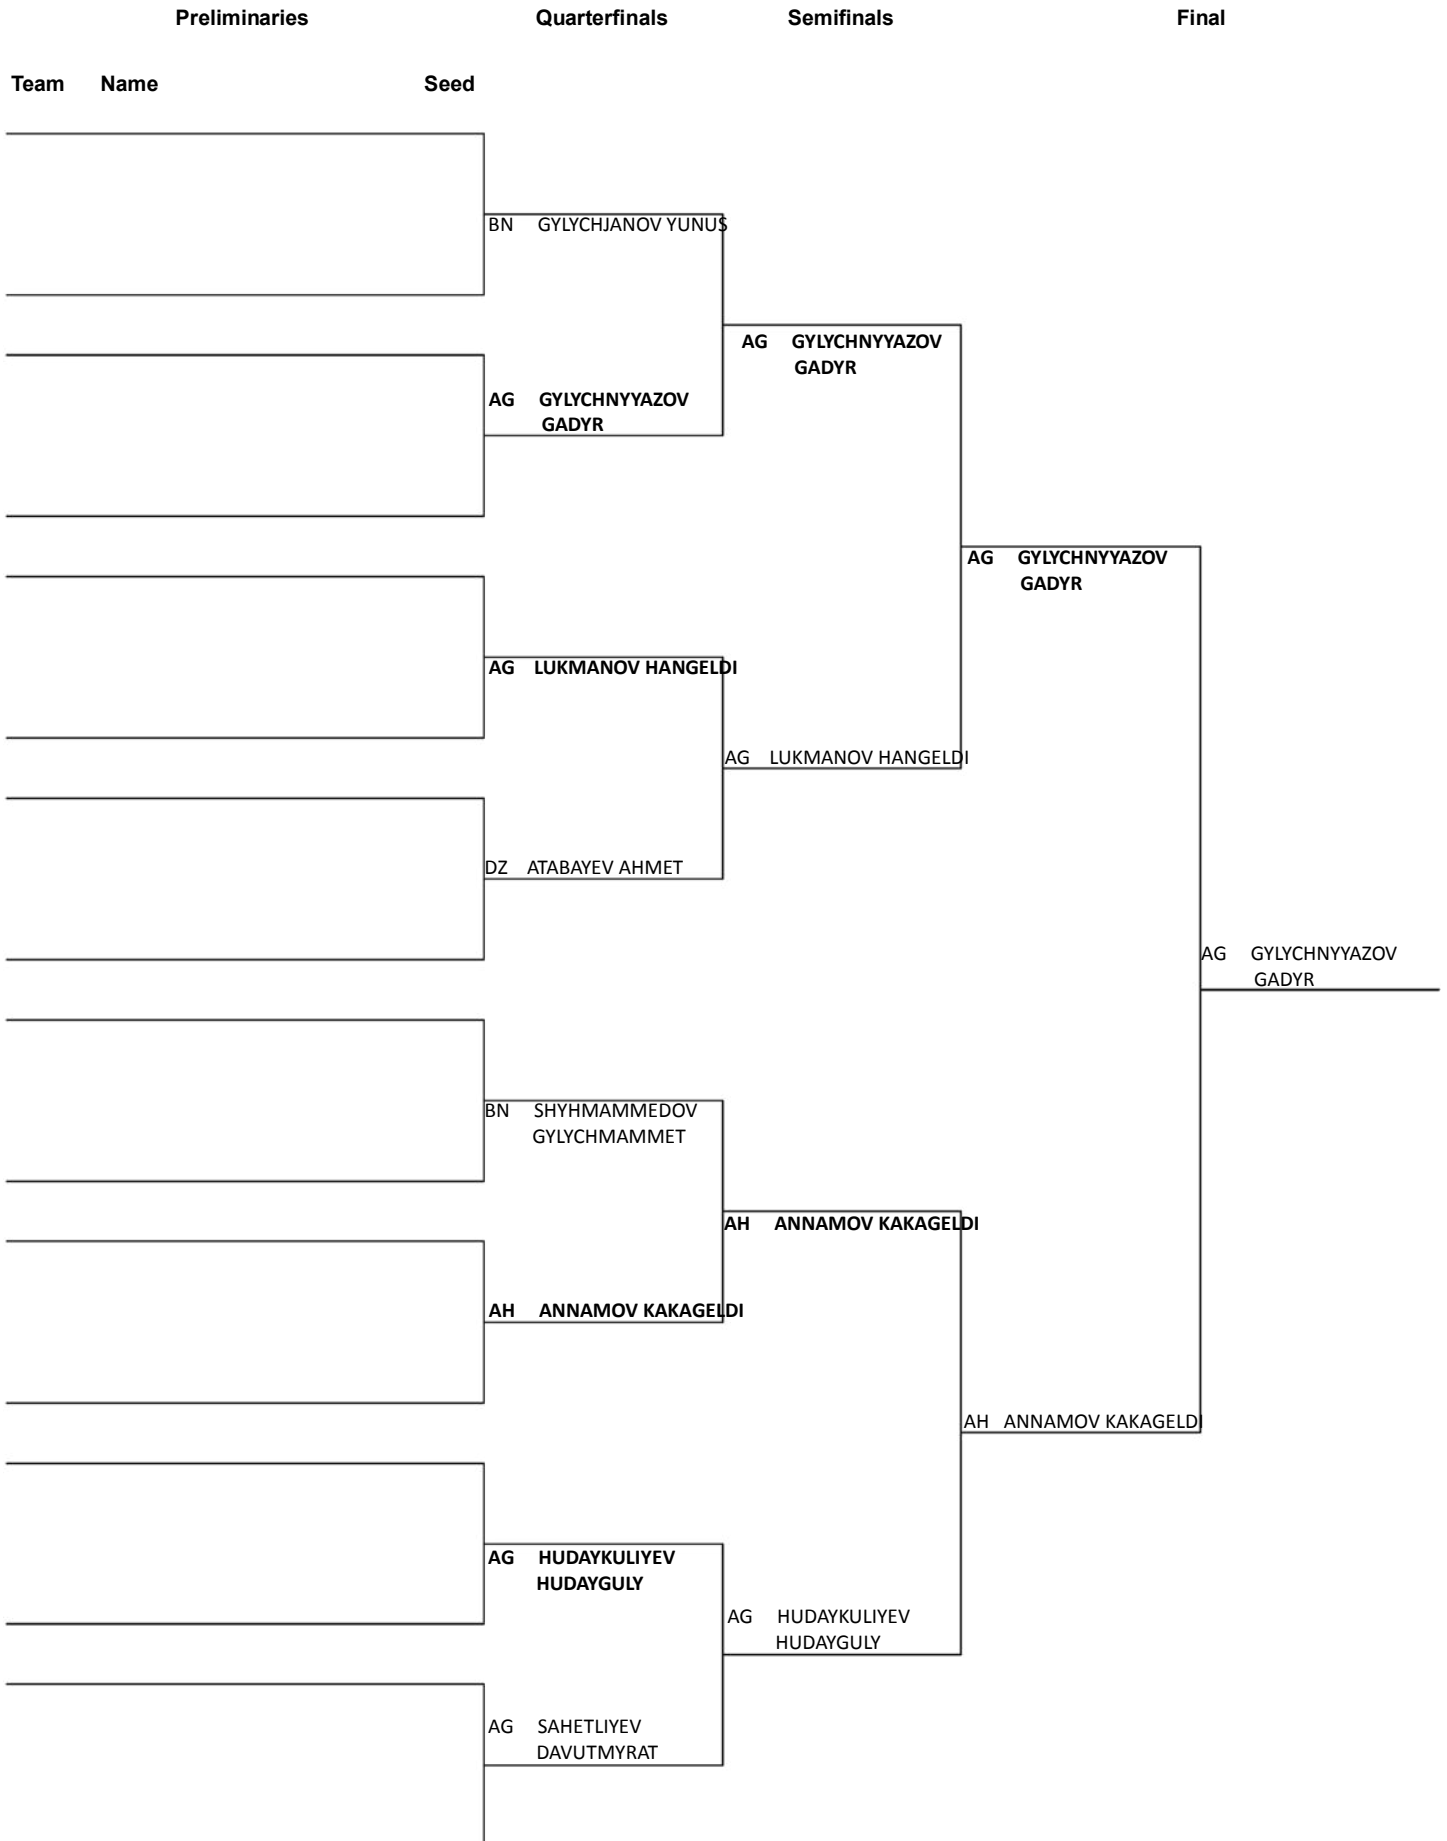 Preliminaries Quarterfinals Semifinals Final
Team Name Seed
BN GYLYCHJANOV YUNUS
AG GYLYCHNYYAZOV
GADYR
AG GYLYCHNYYAZOV
GADYR
AG GYLYCHNYYAZOV
GADYR
AG LUKMANOV HANGELDI
AG LUKMANOV HANGELDI
DZ ATABAYEV AHMET
AG GYLYCHNYYAZOV
GADYR
BN SHYHMAMMEDOV
GYLYCHMAMMET
AH ANNAMOV KAKAGELDI
AH ANNAMOV KAKAGELDI
AH ANNAMOV KAKAGELDI
AG HUDAYKULIYEV
HUDAYGULY
AG HUDAYKULIYEV
HUDAYGULY
AG SAHETLIYEV
DAVUTMYRAT